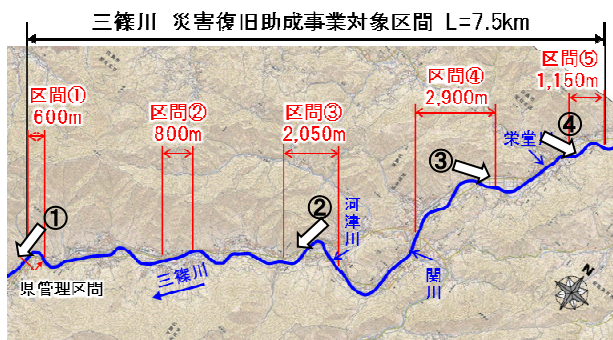 三篠川 災害復旧助成事業対象区間 L=7.5km
区間①
600m
区間②
800m
区間③
2,050m
区間④
2,900m
区間⑤
1,150m
①
②
③
④
河津川
関川
栄堂
三篠川
県管理区間
N